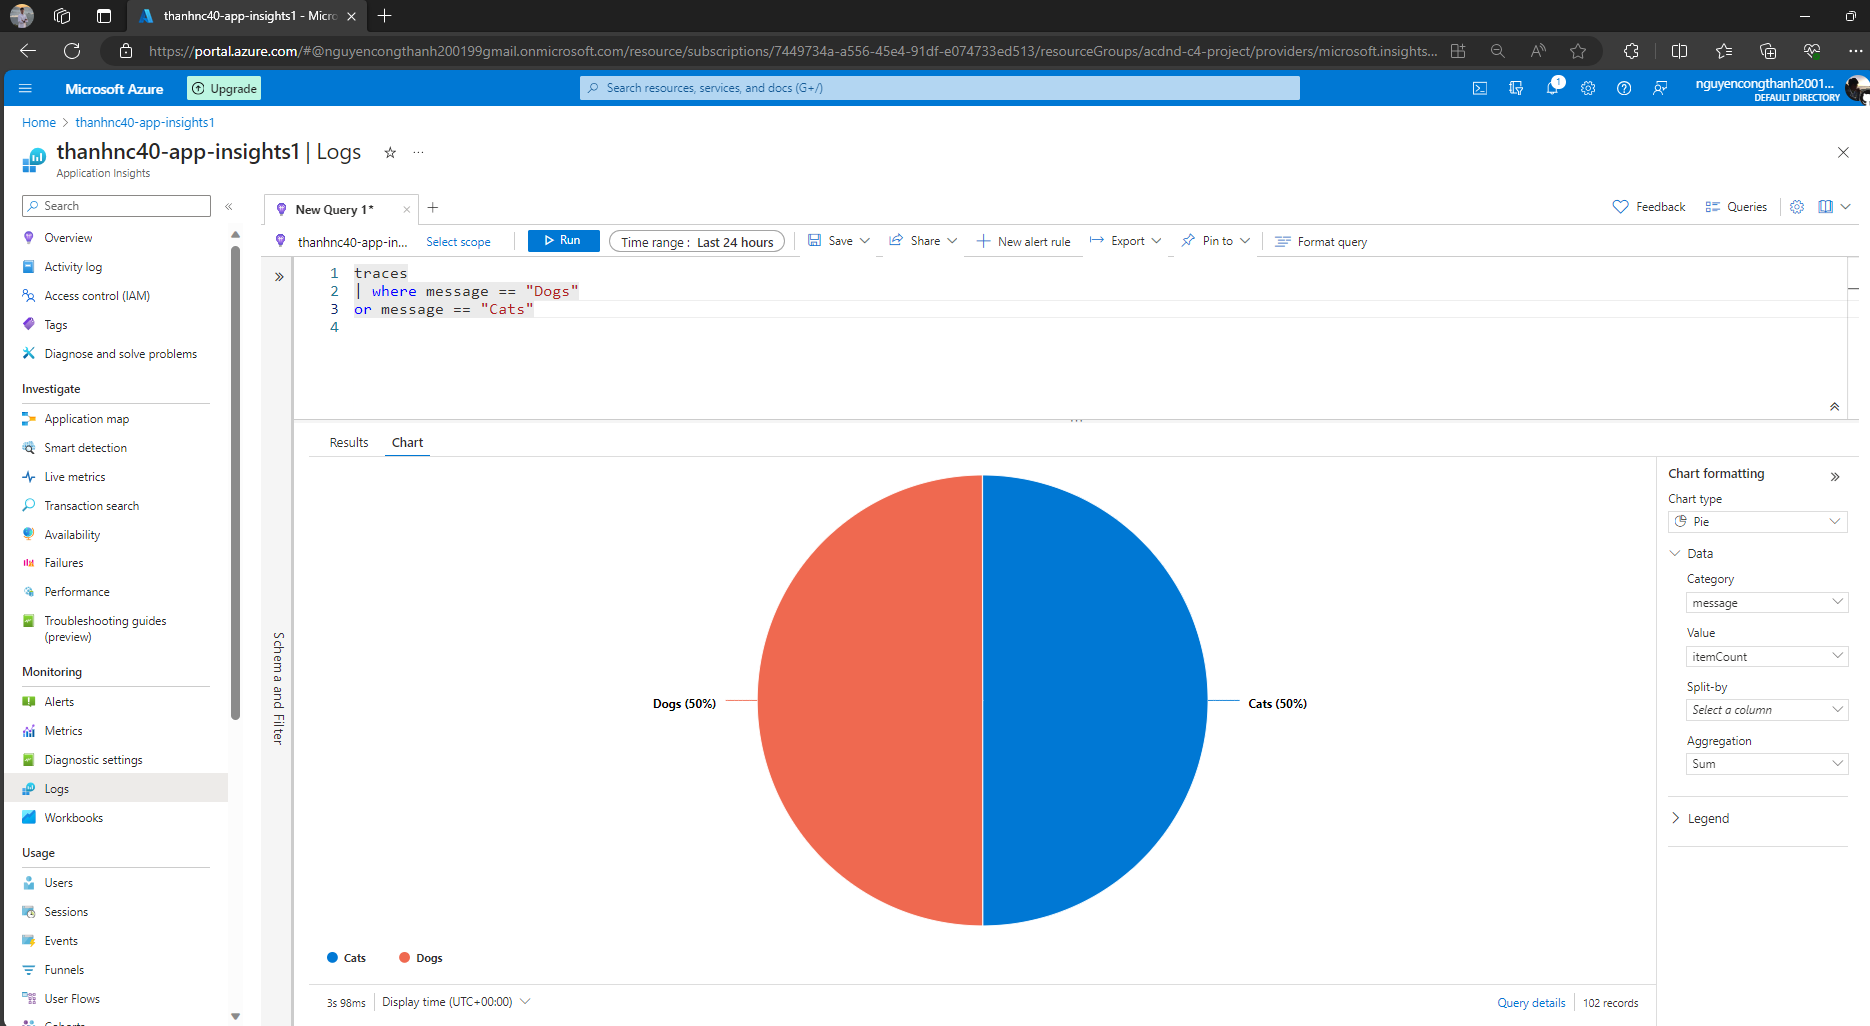 thanhnc40-app-insights1 - Micro
https://portal.azure.com/#@nguyencongthanh200199gmail.onmicrosoft.com/resource/subscriptions/7449734a-a556-45e4-91df-e074733ed513/resourceGroups/acdnd-c4-project/providers/microsoft.insights...
Microsoft Azure
Upgrade
Search resources, services, and docs (G+/)
1
nguyencongthanh2001...
DEFAULT DIRECTORY
Home > thanhnc40-app-insights1
thanhnc40-app-insights1 | Logs
Application Insights
Search
Overview
Activity log
Access control (IAM)
Tags
Diagnose and solve problems
Investigate
Application map
Smart detection
Live metrics
Transaction search
Availability
Failures
Performance
Troubleshooting guides
(preview)
Monitoring
Alerts
Metrics
Diagnostic settings
Logs
Workbooks
Usage
Users
Sessions
Events
Funnels
User Flows
New Query 1*
Feedback
Queries
thanhnc40-app-in...
Select scope
Run
Time range : Last 24 hours
Save
Share
New alert rule
Export
Pin to
Format query
1 traces
2 | where message == "Dogs"
3 or message == "Cats"
4
Schema and Filter
Results
Chart
Dogs (50%)
Cats (50%)
Cats
Dogs
3s 98ms
Display time (UTC+00:00)
Query details
102 records
Chart formatting
Chart type
Pie
Data
Category
message
Value
itemCount
Split-by
Select a column
Aggregation
Sum
Legend